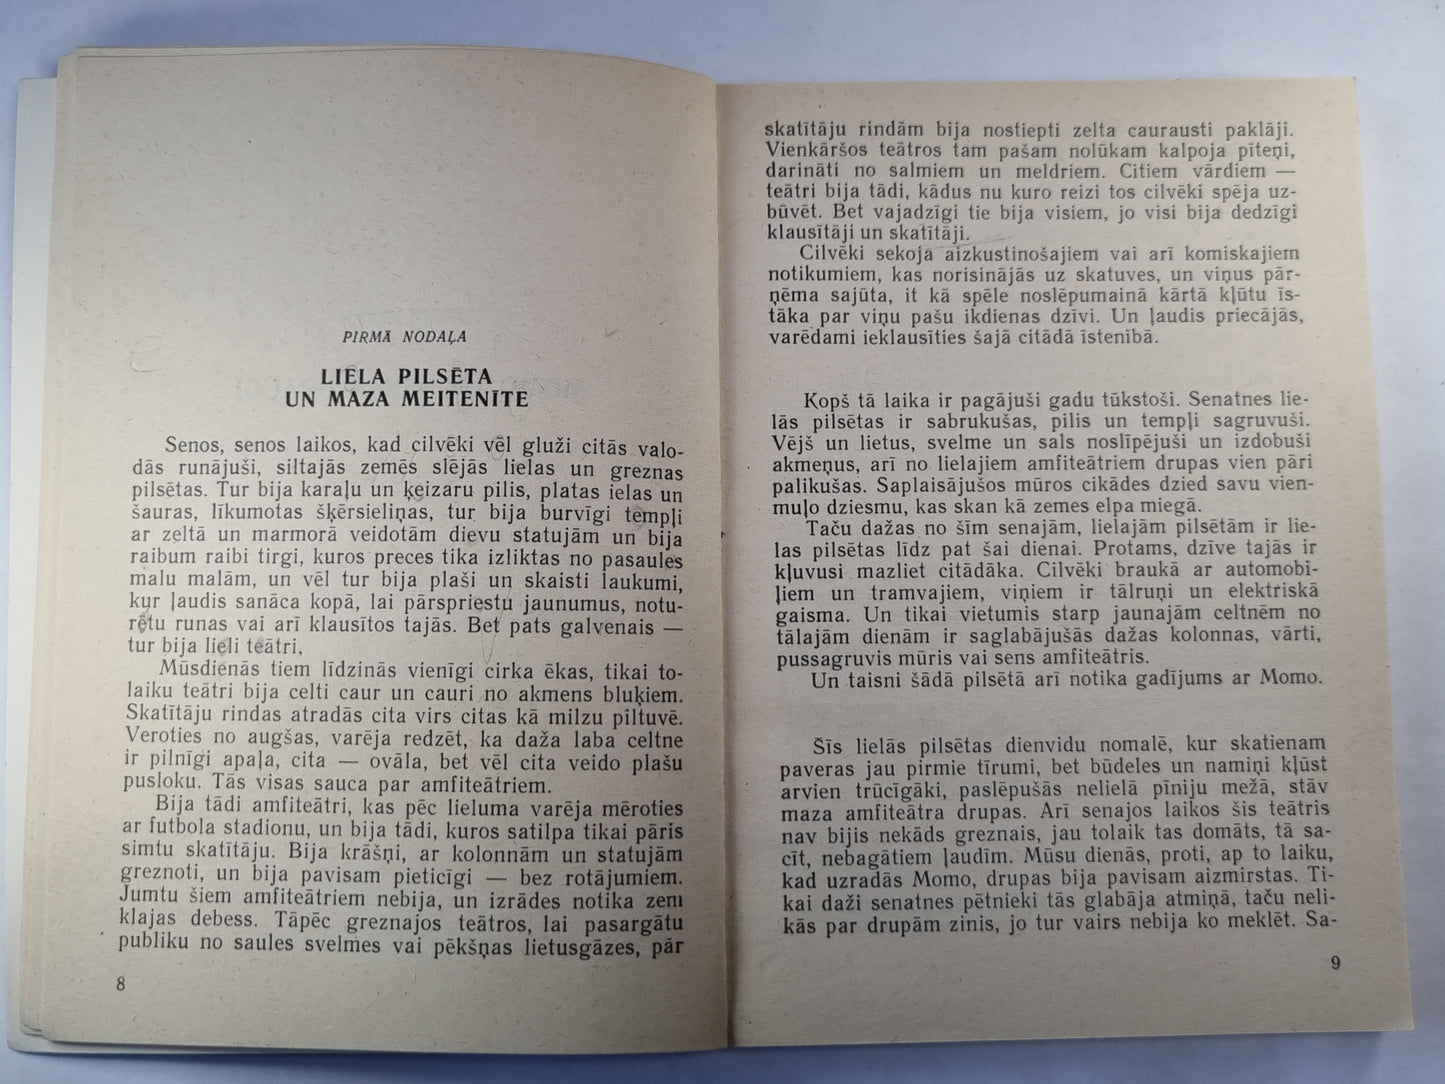 PIRMĀ NODAĻA
LIELA PILSĒTA
UN MAZA MEITENĪTE
Senos, senos laikos, kad cilvēki vēl gluži citās valo-
dās runājuši, siltajās zemēs slējās lielas un greznas
pilsētas. Tur bija karaļu un ķeizaru pilis, platas ielas un
šauras, līkumotas šķērsieliņas, tur bija burvīgi tempļi
ar zeltā un marmorā veidotām dievu statujām un bija
raibum raibi tirgi, kuros preces tika izliktas no pasaules
malu malām, un vēl tur bija plaši un skaisti laukumi,
kur ļaudis sanāca kopā, lai pārspriestu jaunumus, notu-
rētu runas vai arī klausītos tajās. Bet pats galvenais —
tur bija lieli teātri.
Mūsdienās tiem līdzinās vienīgi cirka ēkas, tikai to-
laiku teātri bija celti caur un cauri no akmens bluķiem.
Skatītāju rindas atradās cita virs citas kā milzu piltuvē.
Veroties no augšas, varēja redzēt, ka daža laba celtne
ir pilnīgi apaļa, cita — ovāla, bet vēl cita veido plašu
pusloku. Tās visas sauca par amfiteātriem.
Bija tādi amfiteātri, kas pēc lieluma varēja mēroties
ar futbola stadionu, un bija tādi, kuros satilpa tikai pāris
simtu skatītāju. Bija krāšņi, ar kolonnām un statujām
greznoti, un bija pavisam pieticīgi — bez rotājumiem.
Jumtu šiem amfiteātriem nebija, un izrādes notika zem
klajas debess. Tāpēc greznajos teātros, lai pasargātu
publiku no saules svelmes vai pēkšņas lietusgāzes, pār
8
skatītāju rindām bija nostiepti zelta caurausti paklāji.
Vienkāršos teātros tam pašam nolūkam kalpoja pīteņi,
darināti no salmiem un meldriem. Citiem vārdiem —
teātri bija tādi, kādus nu kuro reizi tos cilvēki spēja uz-
būvēt. Bet vajadzīgi tie bija visiem, jo visi bija dedzīgi
klausītāji un skatītāji.
Cilvēki sekoja aizkustinošajiem vai arī komiskajiem
notikumiem, kas norisinājās uz skatuves, un viņus pār-
ņēma sajūta, it kā spēle noslēpumainā kārtā kļūtu īs-
tāka par viņu pašu ikdienas dzīvi. Un ļaudis priecājās,
varēdami ieklausīties šajā citādā īstenībā.
Kopš tā laika ir pagājuši gadu tūkstoši. Senatnes lie-
lās pilsētas ir sabrukušas, pilis un tempļi sagruvuši.
Vējš un lietus, svelme un sals noslīpējuši un izdobuši
akmeņus, arī no lielajiem amfiteātriem drupas vien pāri
palikušas. Saplaisājušos mūros cikādes dzied savu vien-
muļo dziesmu, kas skan kā zemes elpa miegā.
Taču dažas no šīm senajām, lielajām pilsētām ir lie-
las pilsētas līdz pat šai dienai. Protams, dzīve tajās ir
kļuvusi mazliet citādāka. Cilvēki braukā ar automobi-
ļiem un tramvajiem, viņiem ir tālruņi un elektriskā
gaisma. Un tikai vietumis starp jaunajām celtnēm no
tālajām dienām ir saglabājušās dažas kolonnas, vārti,
pussagruvis mūris vai sens amfiteātris.
Un taisni šādā pilsētā arī notika gadījums ar Momo.
Šīs lielās pilsētas dienvidu nomalē, kur skatienam
paveras jau pirmie tīrumi, bet būdeles un namiņi kļūst
arvien trūcīgāki, paslēpušās nelielā pīniju mežā, stāv
maza amfiteātra drupas. Arī senajos laikos šis teātris
nav bijis nekāds greznais, jau tolaik tas domāts, tā sa-
cīt, nebagātiem ļaudīm. Mūsu dienās, proti, ap to laiku,
kad uzradās Momo, drupas bija pavisam aizmirstas. Ti-
kai daži senatnes pētnieki tās glabāja atmiņā, taču neli-
kās par drupām zinis, jo tur vairs nebija ko meklēt. Sa-
9